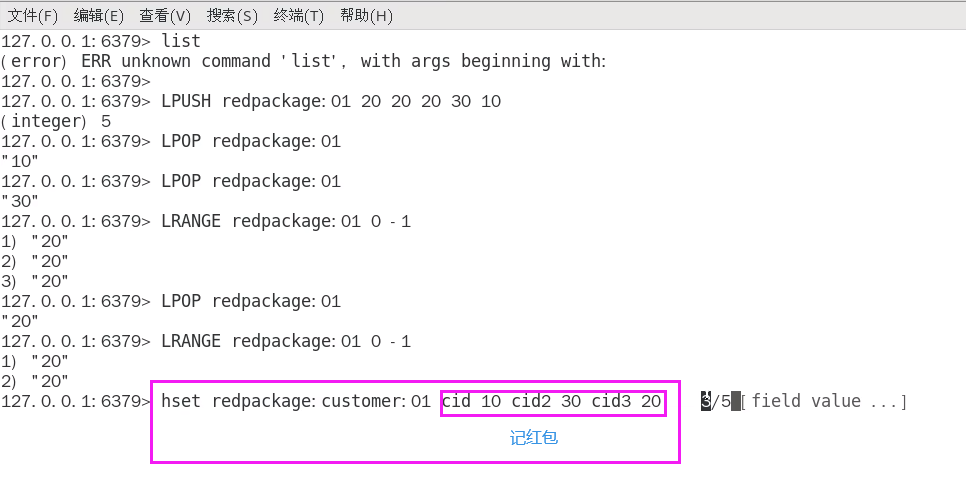 文件(F) 编辑(E) 查看(V) 搜索(S) 终端(T) 帮助(H)
127.0.0.1:6379> list
(error) ERR unknown command 'list', with args beginning with:
127.0.0.1:6379>
127.0.0.1:6379> LPUSH redpackage:01 20 20 20 30 10
(integer) 5
127.0.0.1:6379> LPOP redpackage:01
"10"
127.0.0.1:6379> LPOP redpackage:01
"30"
127.0.0.1:6379> LRANGE redpackage:01 0 -1
1) "20"
2) "20"
3) "20"
127.0.0.1:6379> LPOP redpackage:01
"20"
127.0.0.1:6379> LRANGE redpackage:01 0 -1
1) "20"
2) "20"
127.0.0.1:6379> hset redpackage:customer:01 cid 10 cid2 30 cid3 20 3/5 [field value ...]
记红包